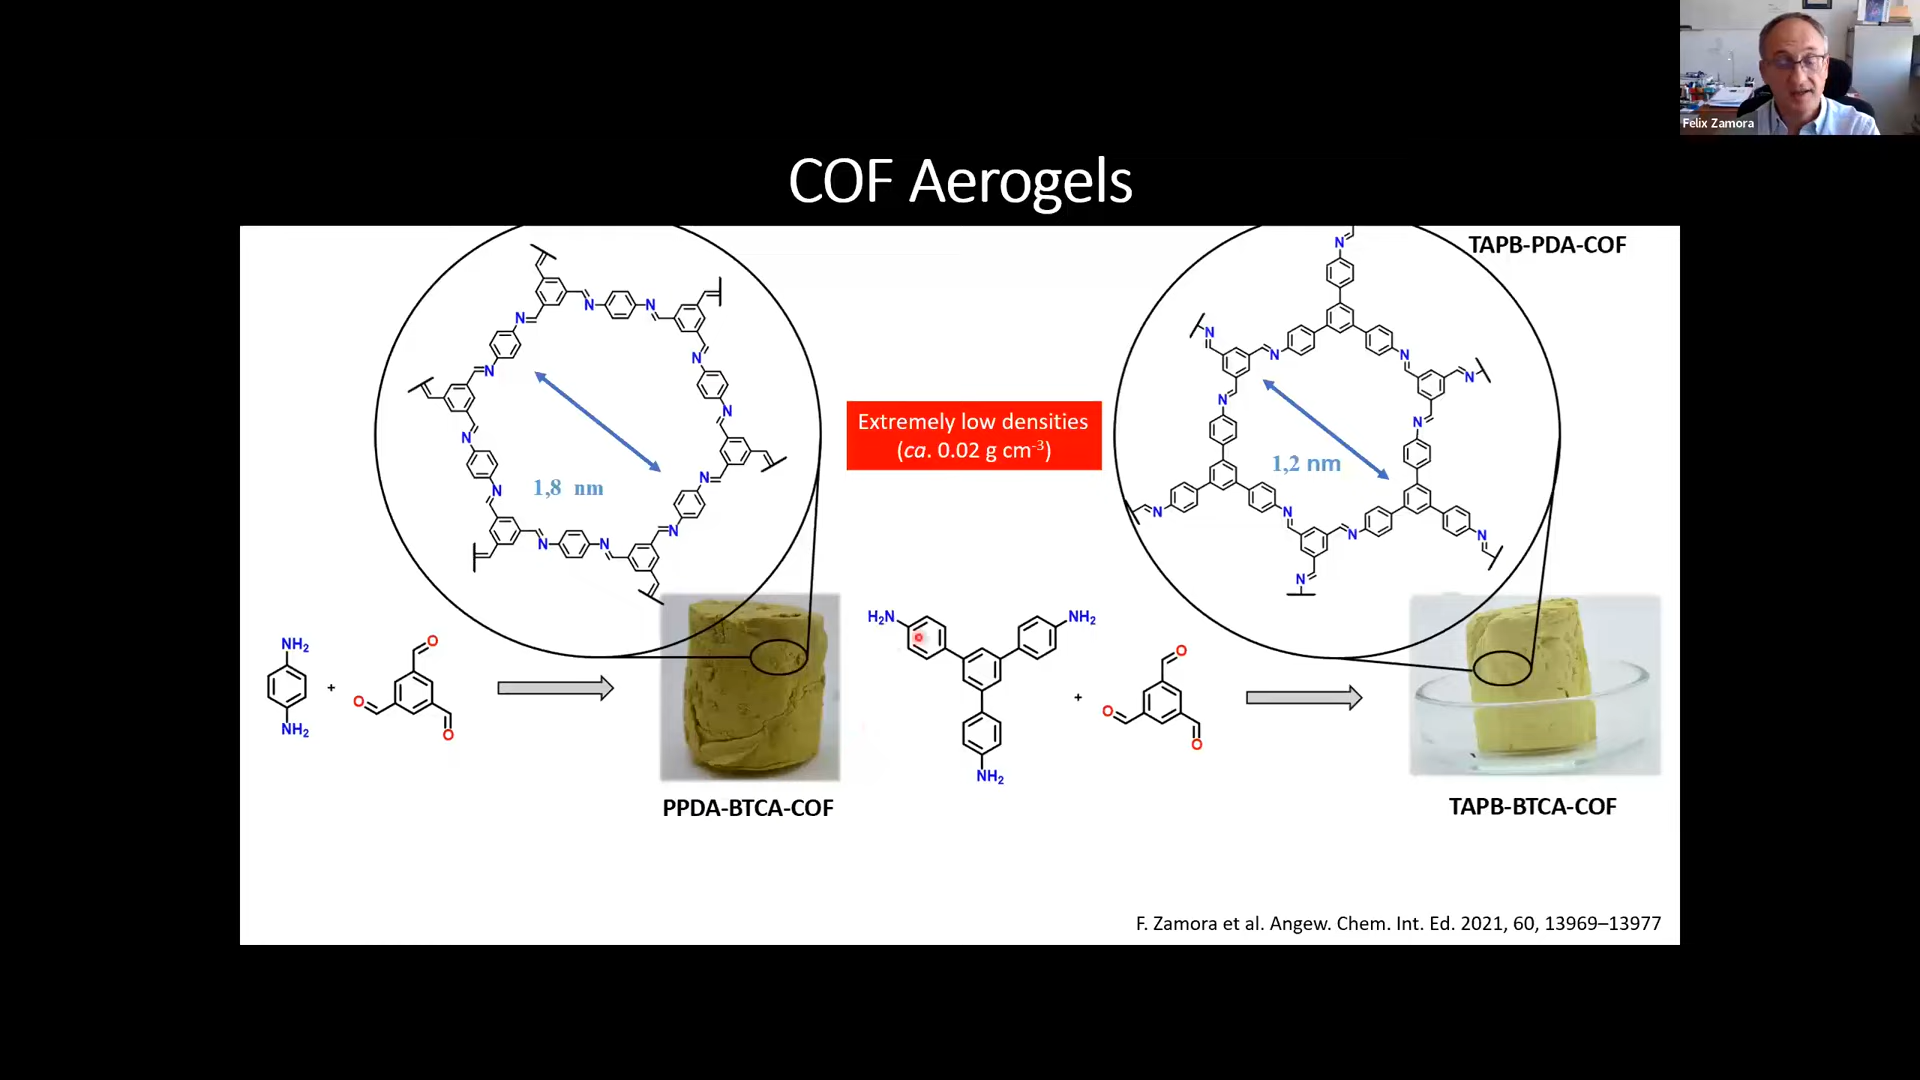 Felix Zamora
COF Aerogels
TAPB-PDA-COF
N
N N N
N N
N N
N N
N N
N N
N N
1,8 nm
Extremely low densities
(ca. 0.02 g cm-3)
N
N N N
N N
N N
N N
N N
N
1,2 nm
NH2
NH2
+
O
O
O
PPDA-BTCA-COF
H2N
NH2
NH2
+
O
O
O
TAPB-BTCA-COF
F. Zamora et al. Angew. Chem. Int. Ed. 2021, 60, 13969–13977